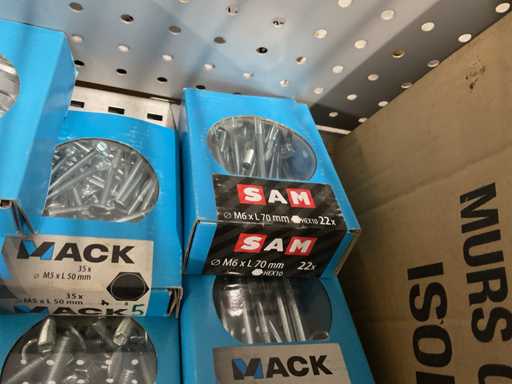 SAM
Ø M6 x L 70 mm HEX10 22x
SAM
Ø M6 x L 70 mm 22x
HEX10
MACK
35x
Ø M5 x L 50 mm
35x
M5 x L 50 mm
MACK
MURS
ISO